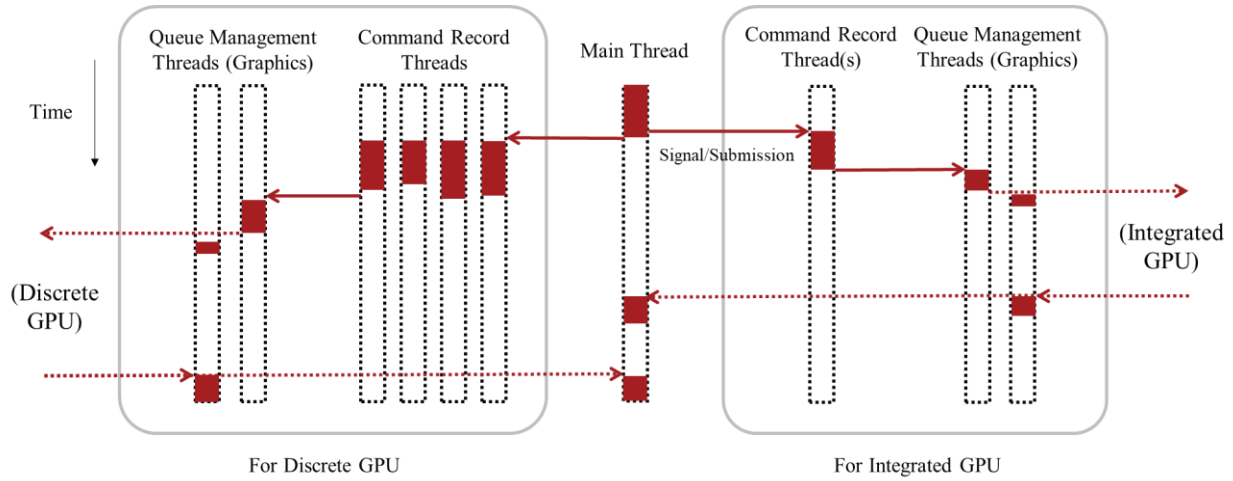 Queue Management
Threads (Graphics)
Command Record
Threads
Main Thread
Command Record
Thread(s)
Queue Management
Threads (Graphics)
Time
Signal/Submission
(Discrete
GPU)
(Integrated
GPU)
For Discrete GPU
For Integrated GPU